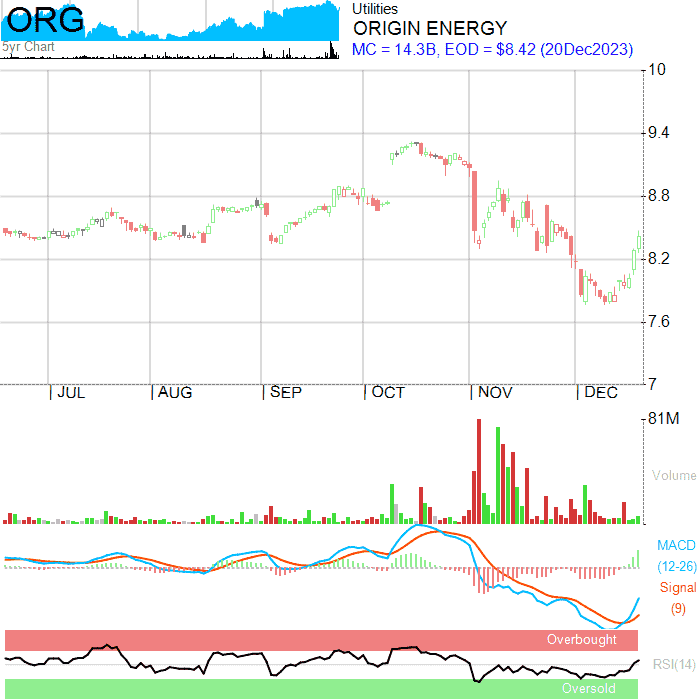 ORG
5yr Chart
Utilities
ORIGIN ENERGY
MC = 14.3B, EOD = $8.42 (20Dec2023)
10
9.4
8.8
8.2
7.6
7
JUL AUG SEP OCT NOV DEC
81M
Volume
MACD
(12-26)
Signal
(9)
Overbought
RSI(14)
Oversold